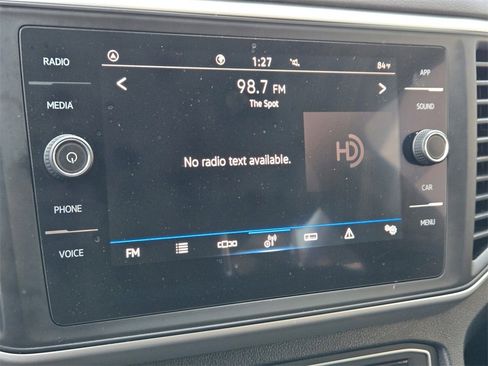 RADIO
1:27
84°F
APP
98.7 FM
The Spot
MEDIA
SOUND
No radio text available.
HD
PHONE
CAR
VOICE
FM
MENU